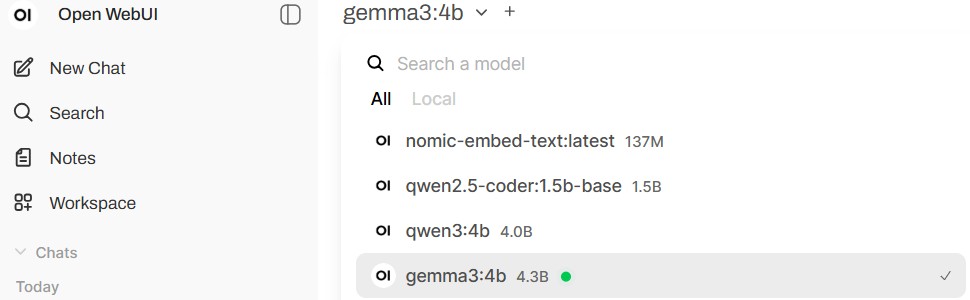 OI Open WebUI
New Chat
Search
Notes
Workspace
Chats
Today
gemma3:4b
Search a model
All Local
OI nomic-embed-text:latest 137M
OI qwen2.5-coder:1.5b-base 1.5B
OI qwen3:4b 4.0B
OI gemma3:4b 4.3B